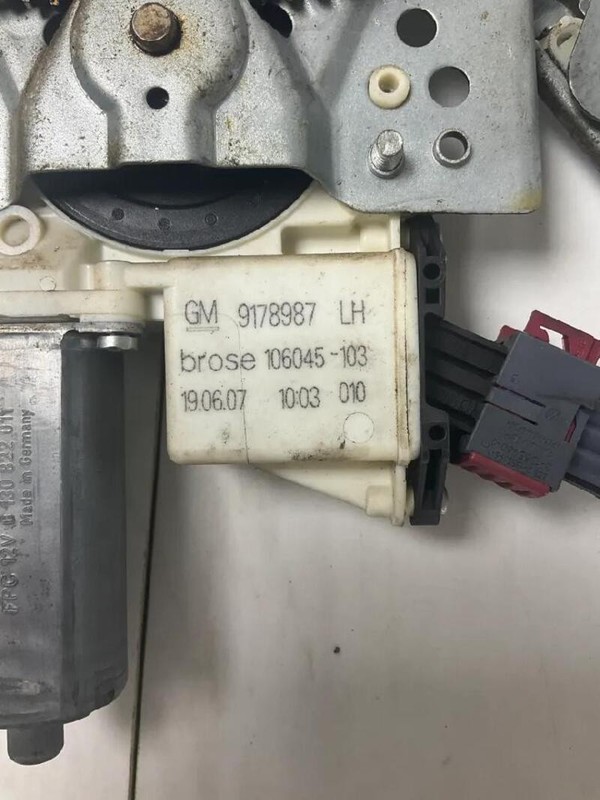 GM 9178987 LH
brose 106045-103
19.06.07 10:03 010
Made in Germany